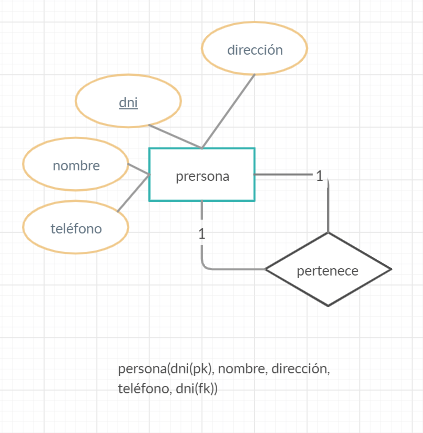 dirección
dni
nombre
prersona
1
teléfono
1
pertenece
persona(dni(pk), nombre, dirección,
teléfono, dni(fk))